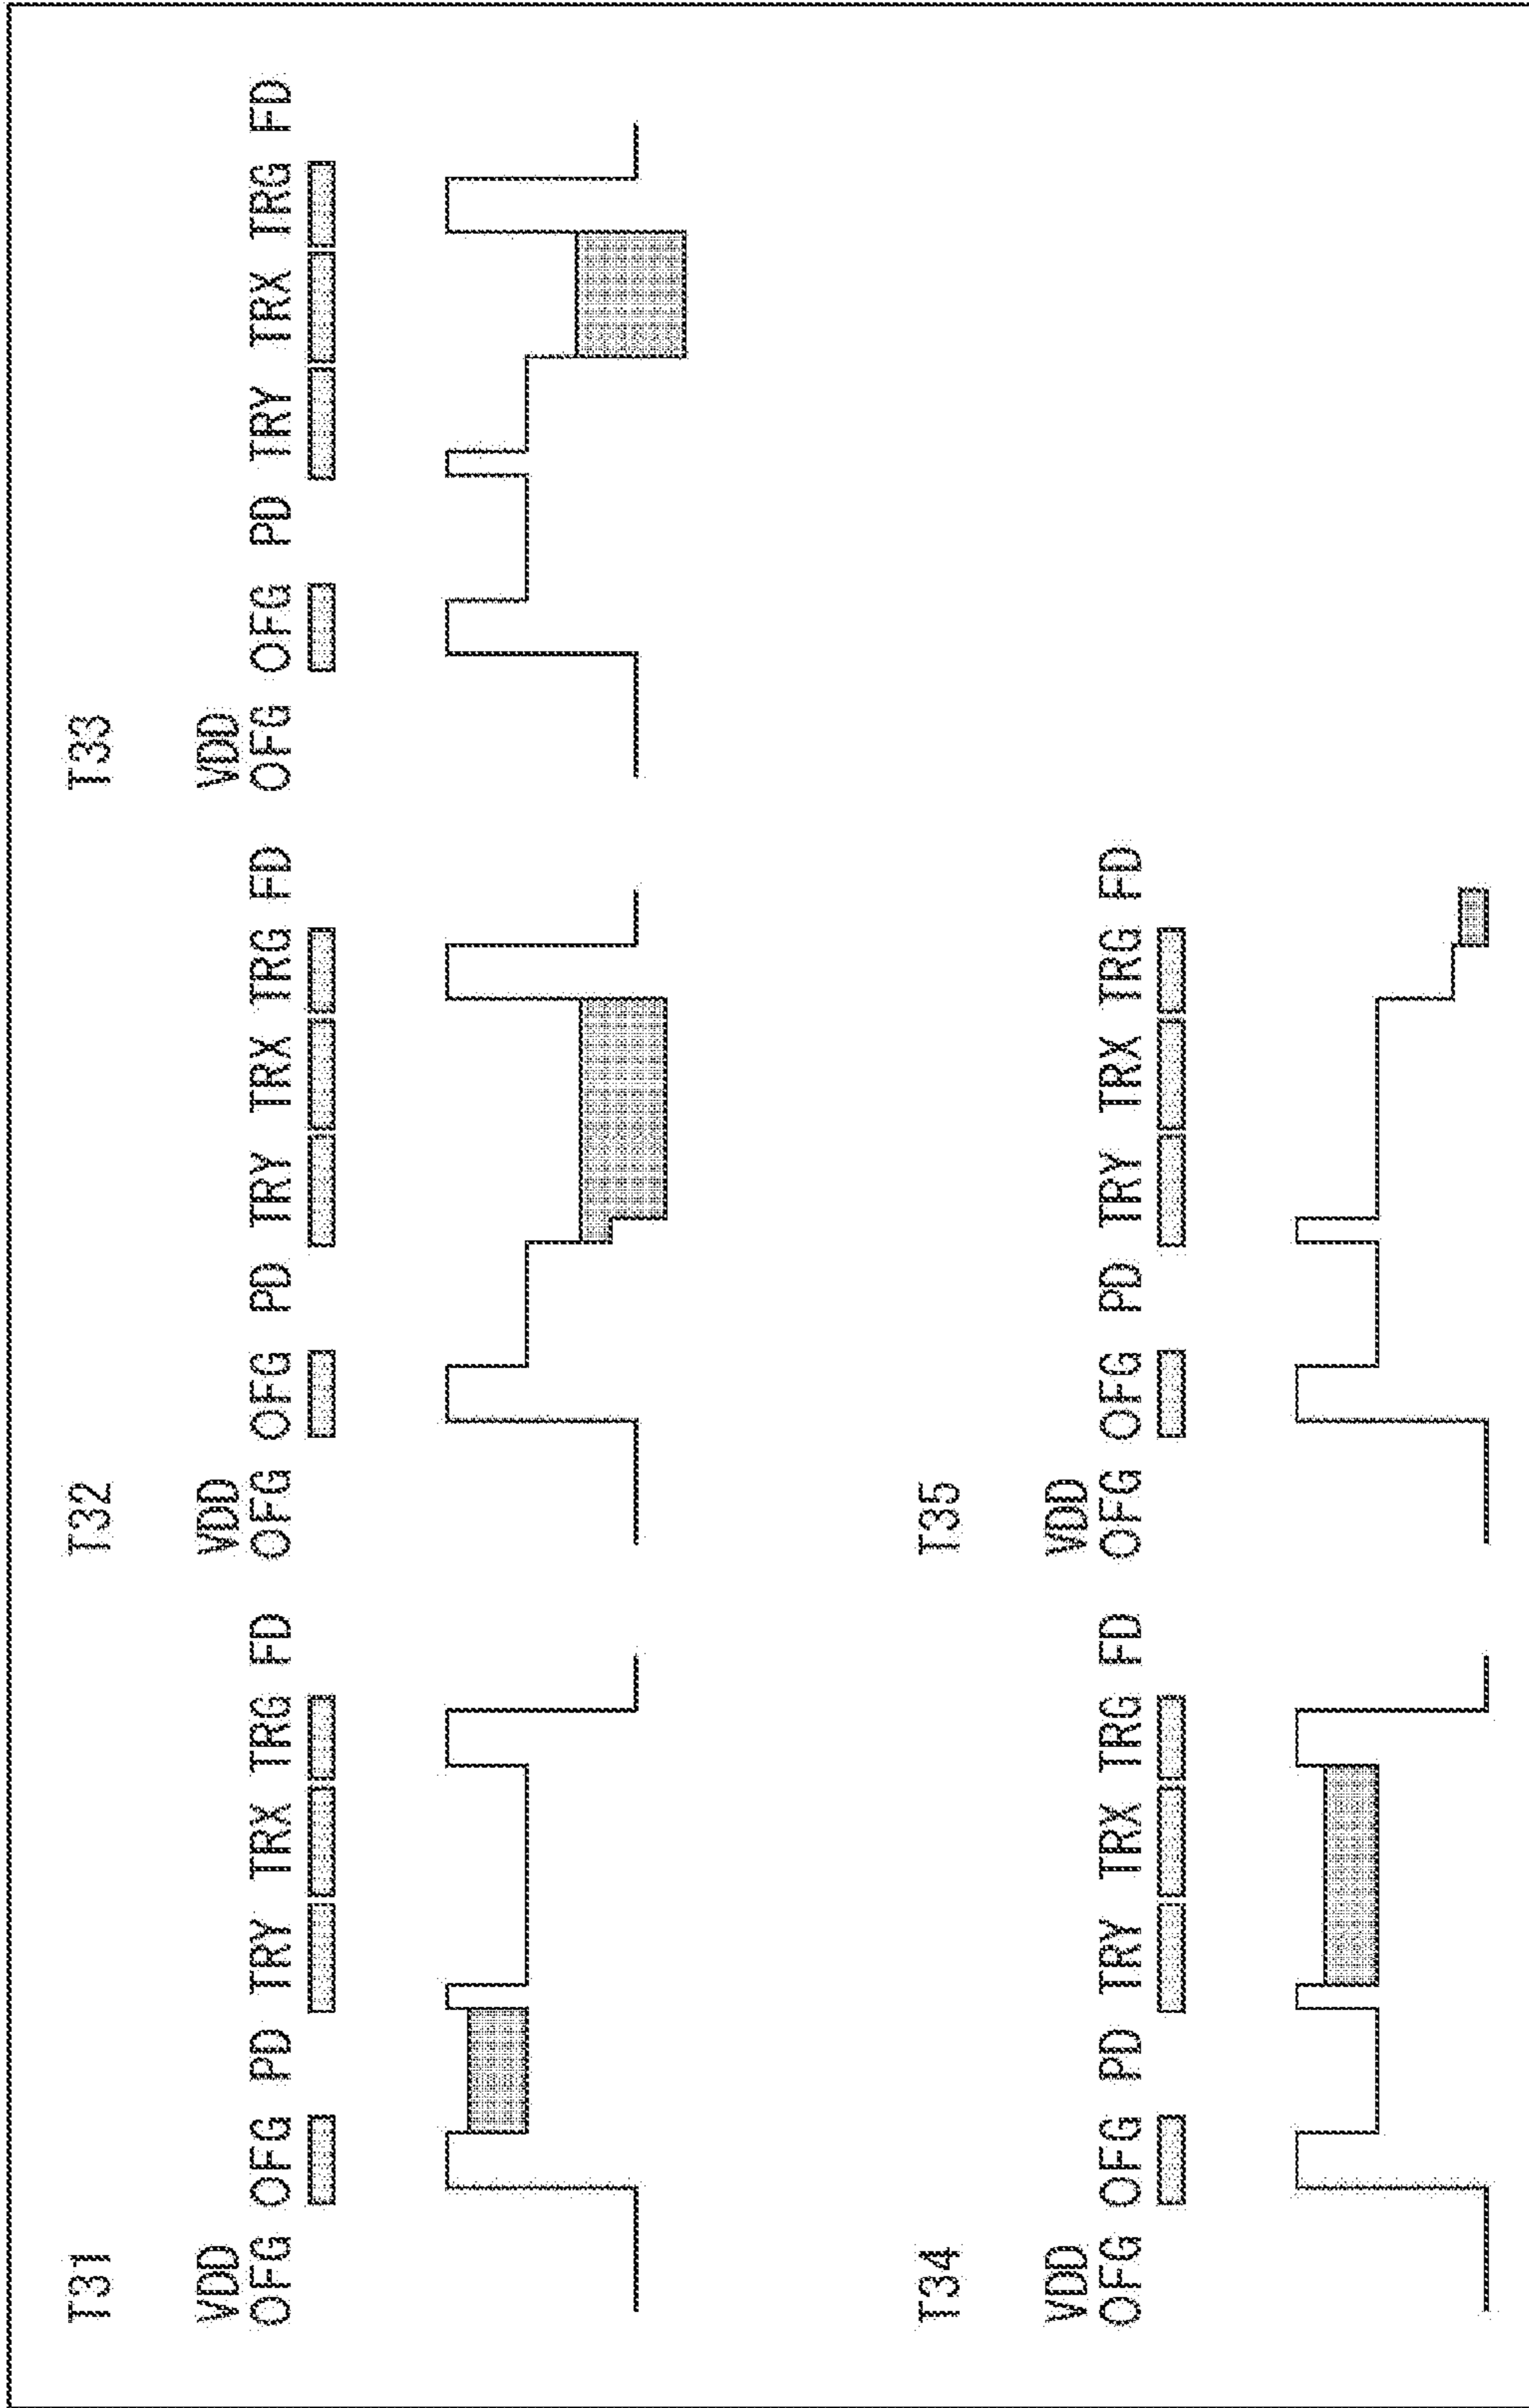 T31
VDD
OFG OFG PD TRY TRX TRG FD
T32
VDD
OFG OFG PD TRY TRX TRG FD
T33
VDD
OFG OFG PD TRY TRX TRG FD
T34
VDD
OFG OFG PD TRY TRX TRG FD
T35
VDD
OFG OFG PD TRY TRX TRG FD